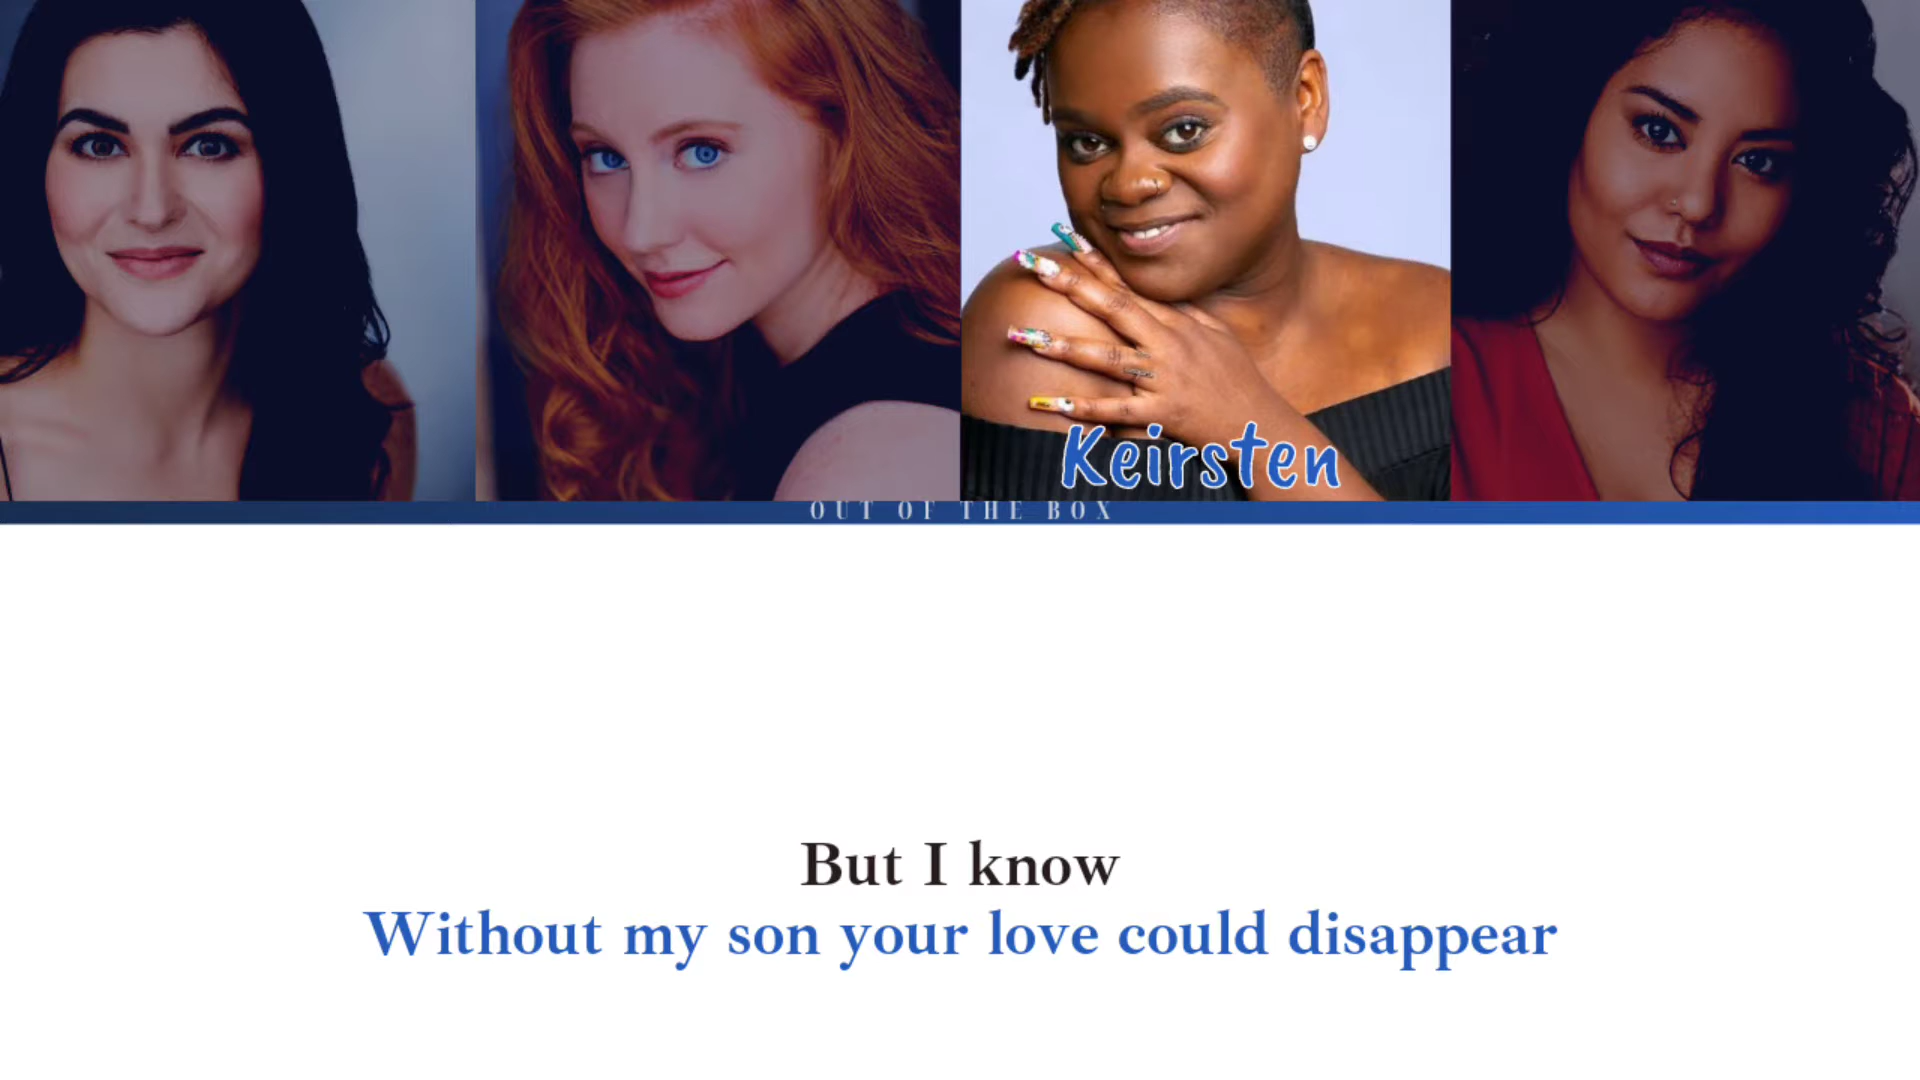 Keirsten
OUT OF THE BOX
But I know
Without my son your love could disappear